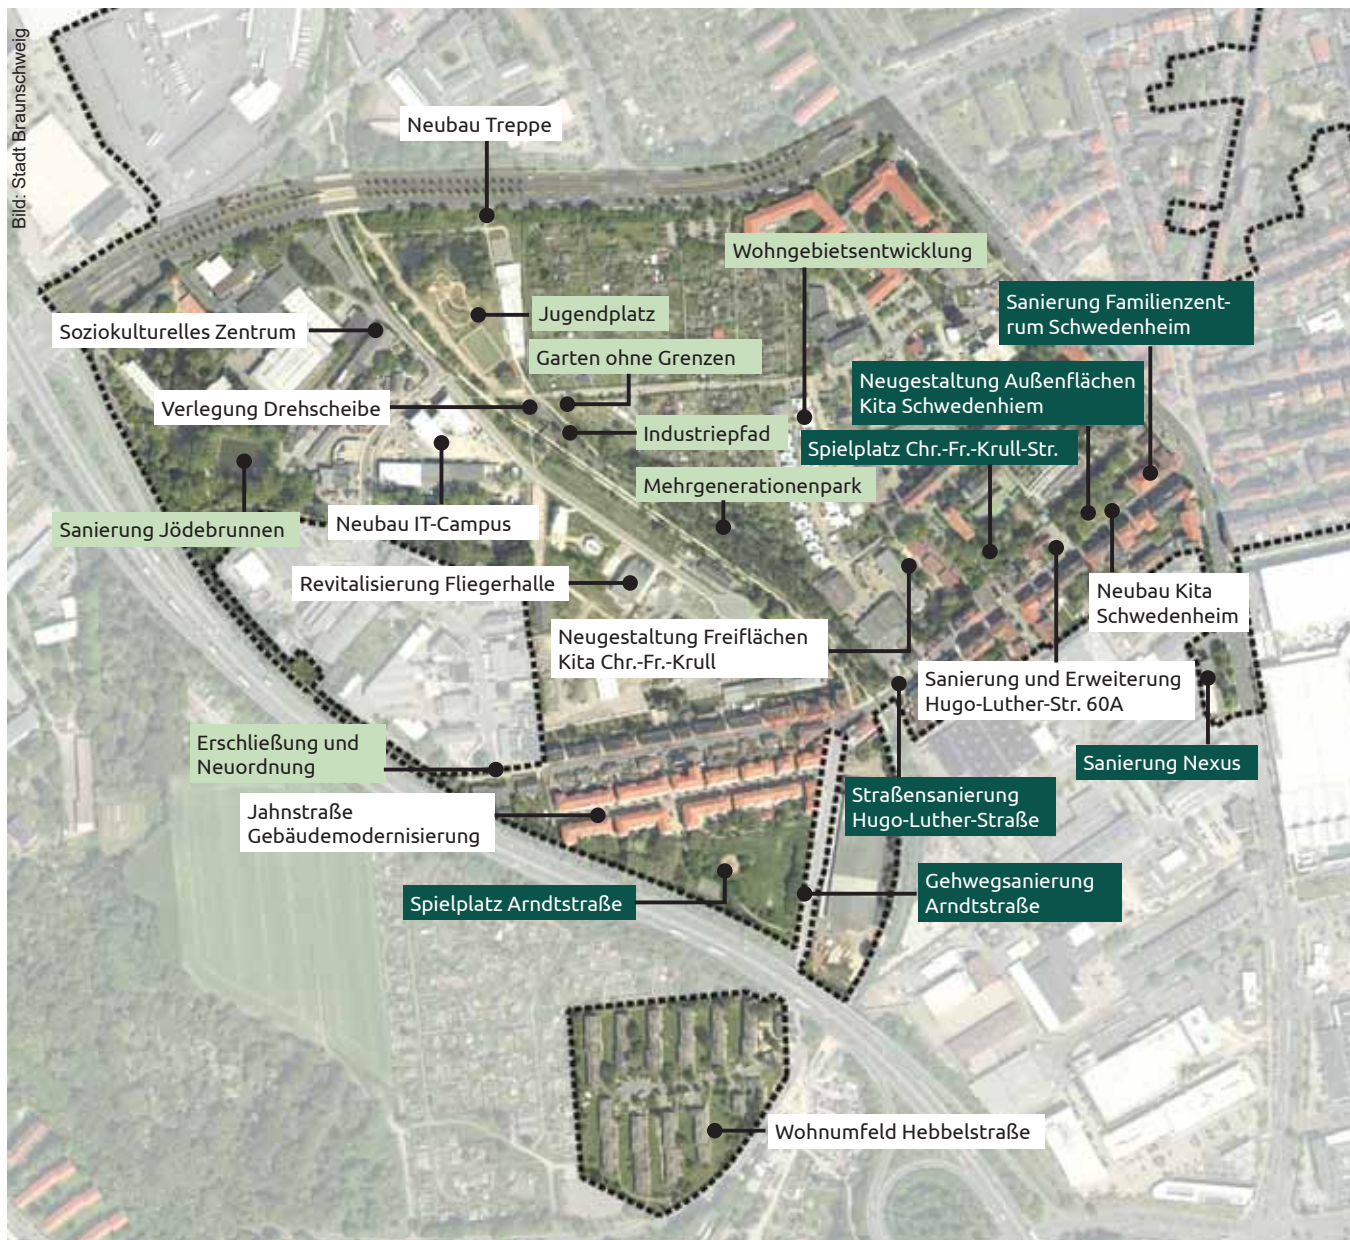 Bild: Stadt Braunschweig
Neubau Treppe
Wohngebietsentwicklung
Sanierung Familienzent-
rum Schwedenheim
Jugendplatz
Soziokulturelles Zentrum
Garten ohne Grenzen
Neugestaltung Außenflächen
Kita Schwedenhiem
Verlegung Drehscheibe
Industriepfad
Spielplatz Chr.-Fr.-Krull-Str.
Mehrgenerationenpark
Sanierung Jödebrunnen
Neubau IT-Campus
Revitalisierung Fliegerhalle
Neubau Kita
Schwedenheim
Neugestaltung Freiflächen
Kita Chr.-Fr.-Krull
Sanierung und Erweiterung
Hugo-Luther-Str. 60A
Erschließung und
Neuordnung
Sanierung Nexus
Jahnstraße
Gebäudemodernisierung
Straßensanierung
Hugo-Luther-Straße
Gehwegsanierung
Arndtstraße
Spielplatz Arndtstraße
Wohnumfeld Hebbelstraße